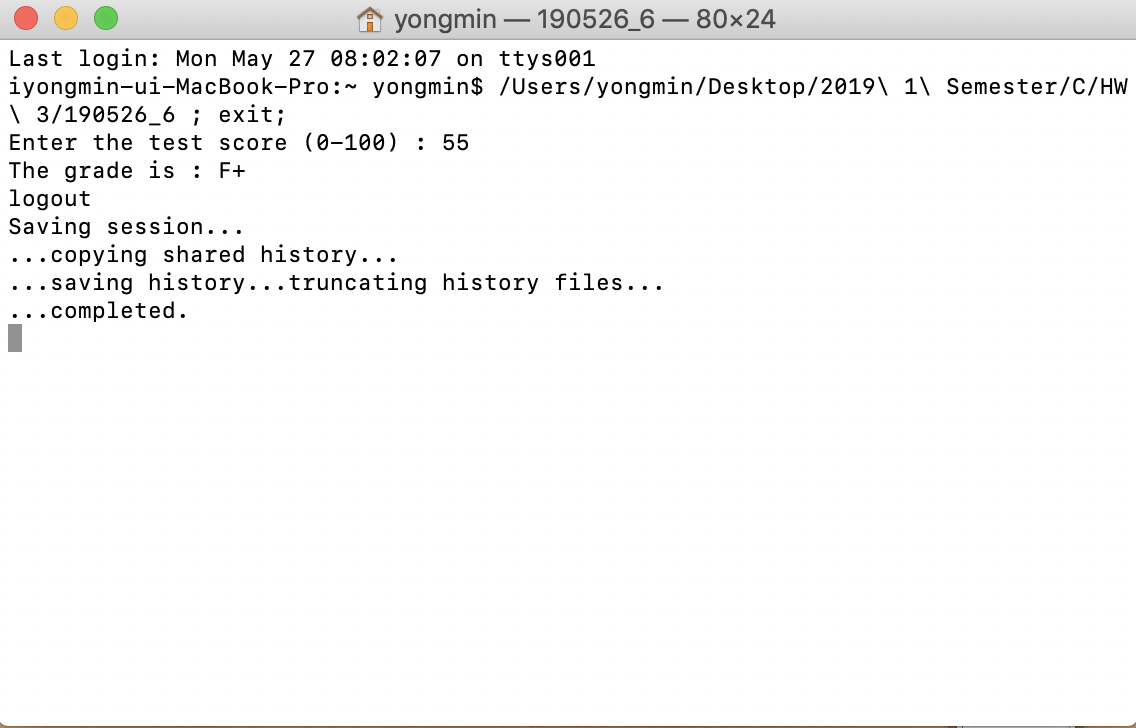 yongmin — 190526_6 — 80×24
Last login: Mon May 27 08:02:07 on ttys001
iyongmin-ui-MacBook-Pro:~ yongmin$ /Users/yongmin/Desktop/2019\ 1\ Semester/C/HW
\ 3/190526_6 ; exit;
Enter the test score (0-100) : 55
The grade is : F+
logout
Saving session...
...copying shared history...
...saving history...truncating history files...
...completed.